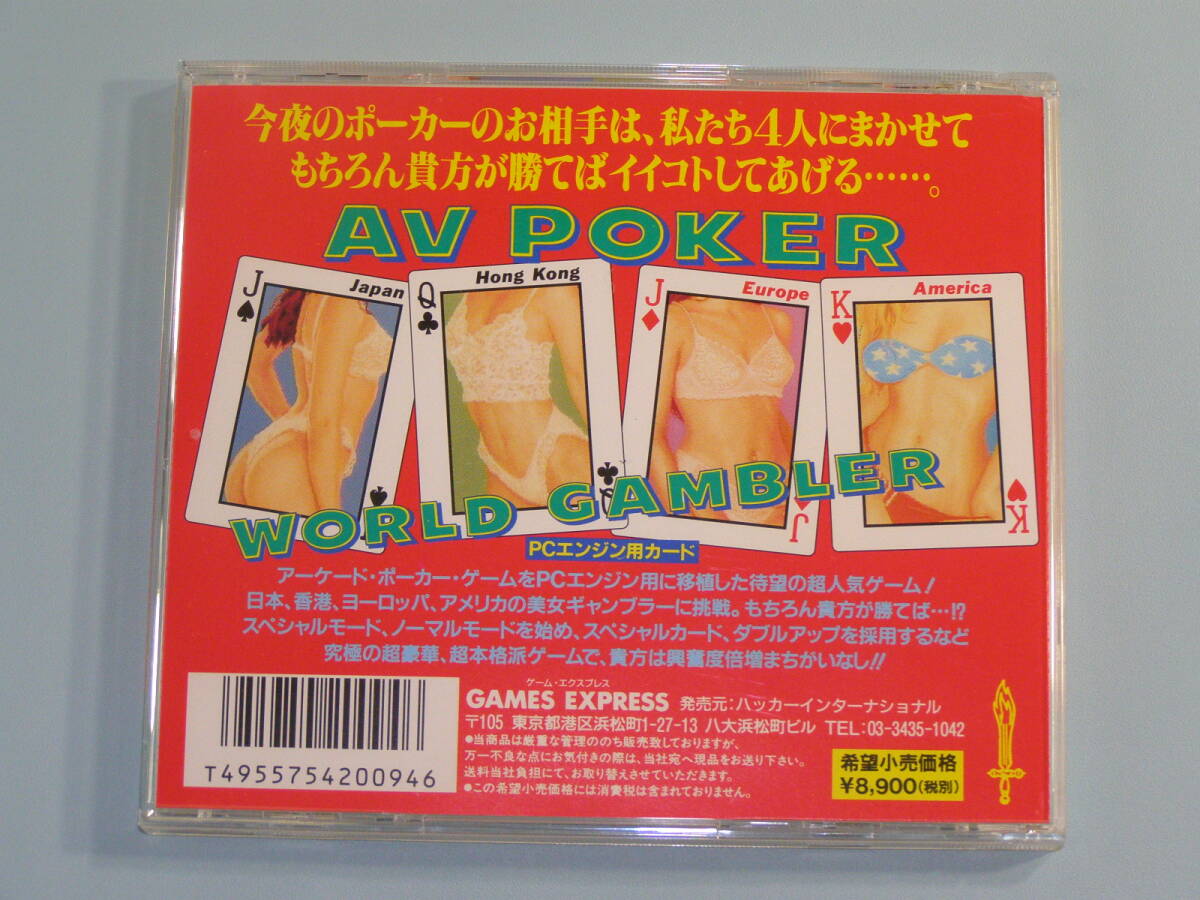 今夜のポーカーのお相手は、私たち4人にまかせて
もちろん貴方が勝てばイイコトしてあげる……。
AV POKER
J Japan
Q Hong Kong
J Europe
K America
J
Q
J
K
WORLD GAMBLER
PCエンジン用カード
アーケード・ポーカー・ゲームをPCエンジン用に移植した待望の超人気ゲーム!
日本、香港、ヨーロッパ、アメリカの美女ギャンブラーに挑戦。もちろん貴方が勝てば…!?
スペシャルモード、ノーマルモードを始め、スペシャルカード、ダブルアップを採用するなど
究極の超豪華、超本格派ゲームで、貴方は興奮度倍増まちがいなし!!
ゲーム・エクスプレス
GAMES EXPRESS 発売元:ハッカーインターナショナル
〒105 東京都港区浜松町1-27-13 八大浜松町ビル TEL:03-3435-1042
●当商品は厳重な管理ののち販売致しておりますが、
万一不良な点にお気付きの際は、当社宛へ現品をお送り下さい。
送料当社負担にて、お取り替えさせていただきます。
●この希望小売価格には消費税は含まれておりません。
希望小売価格
¥8,900(税別)
T4955754200946